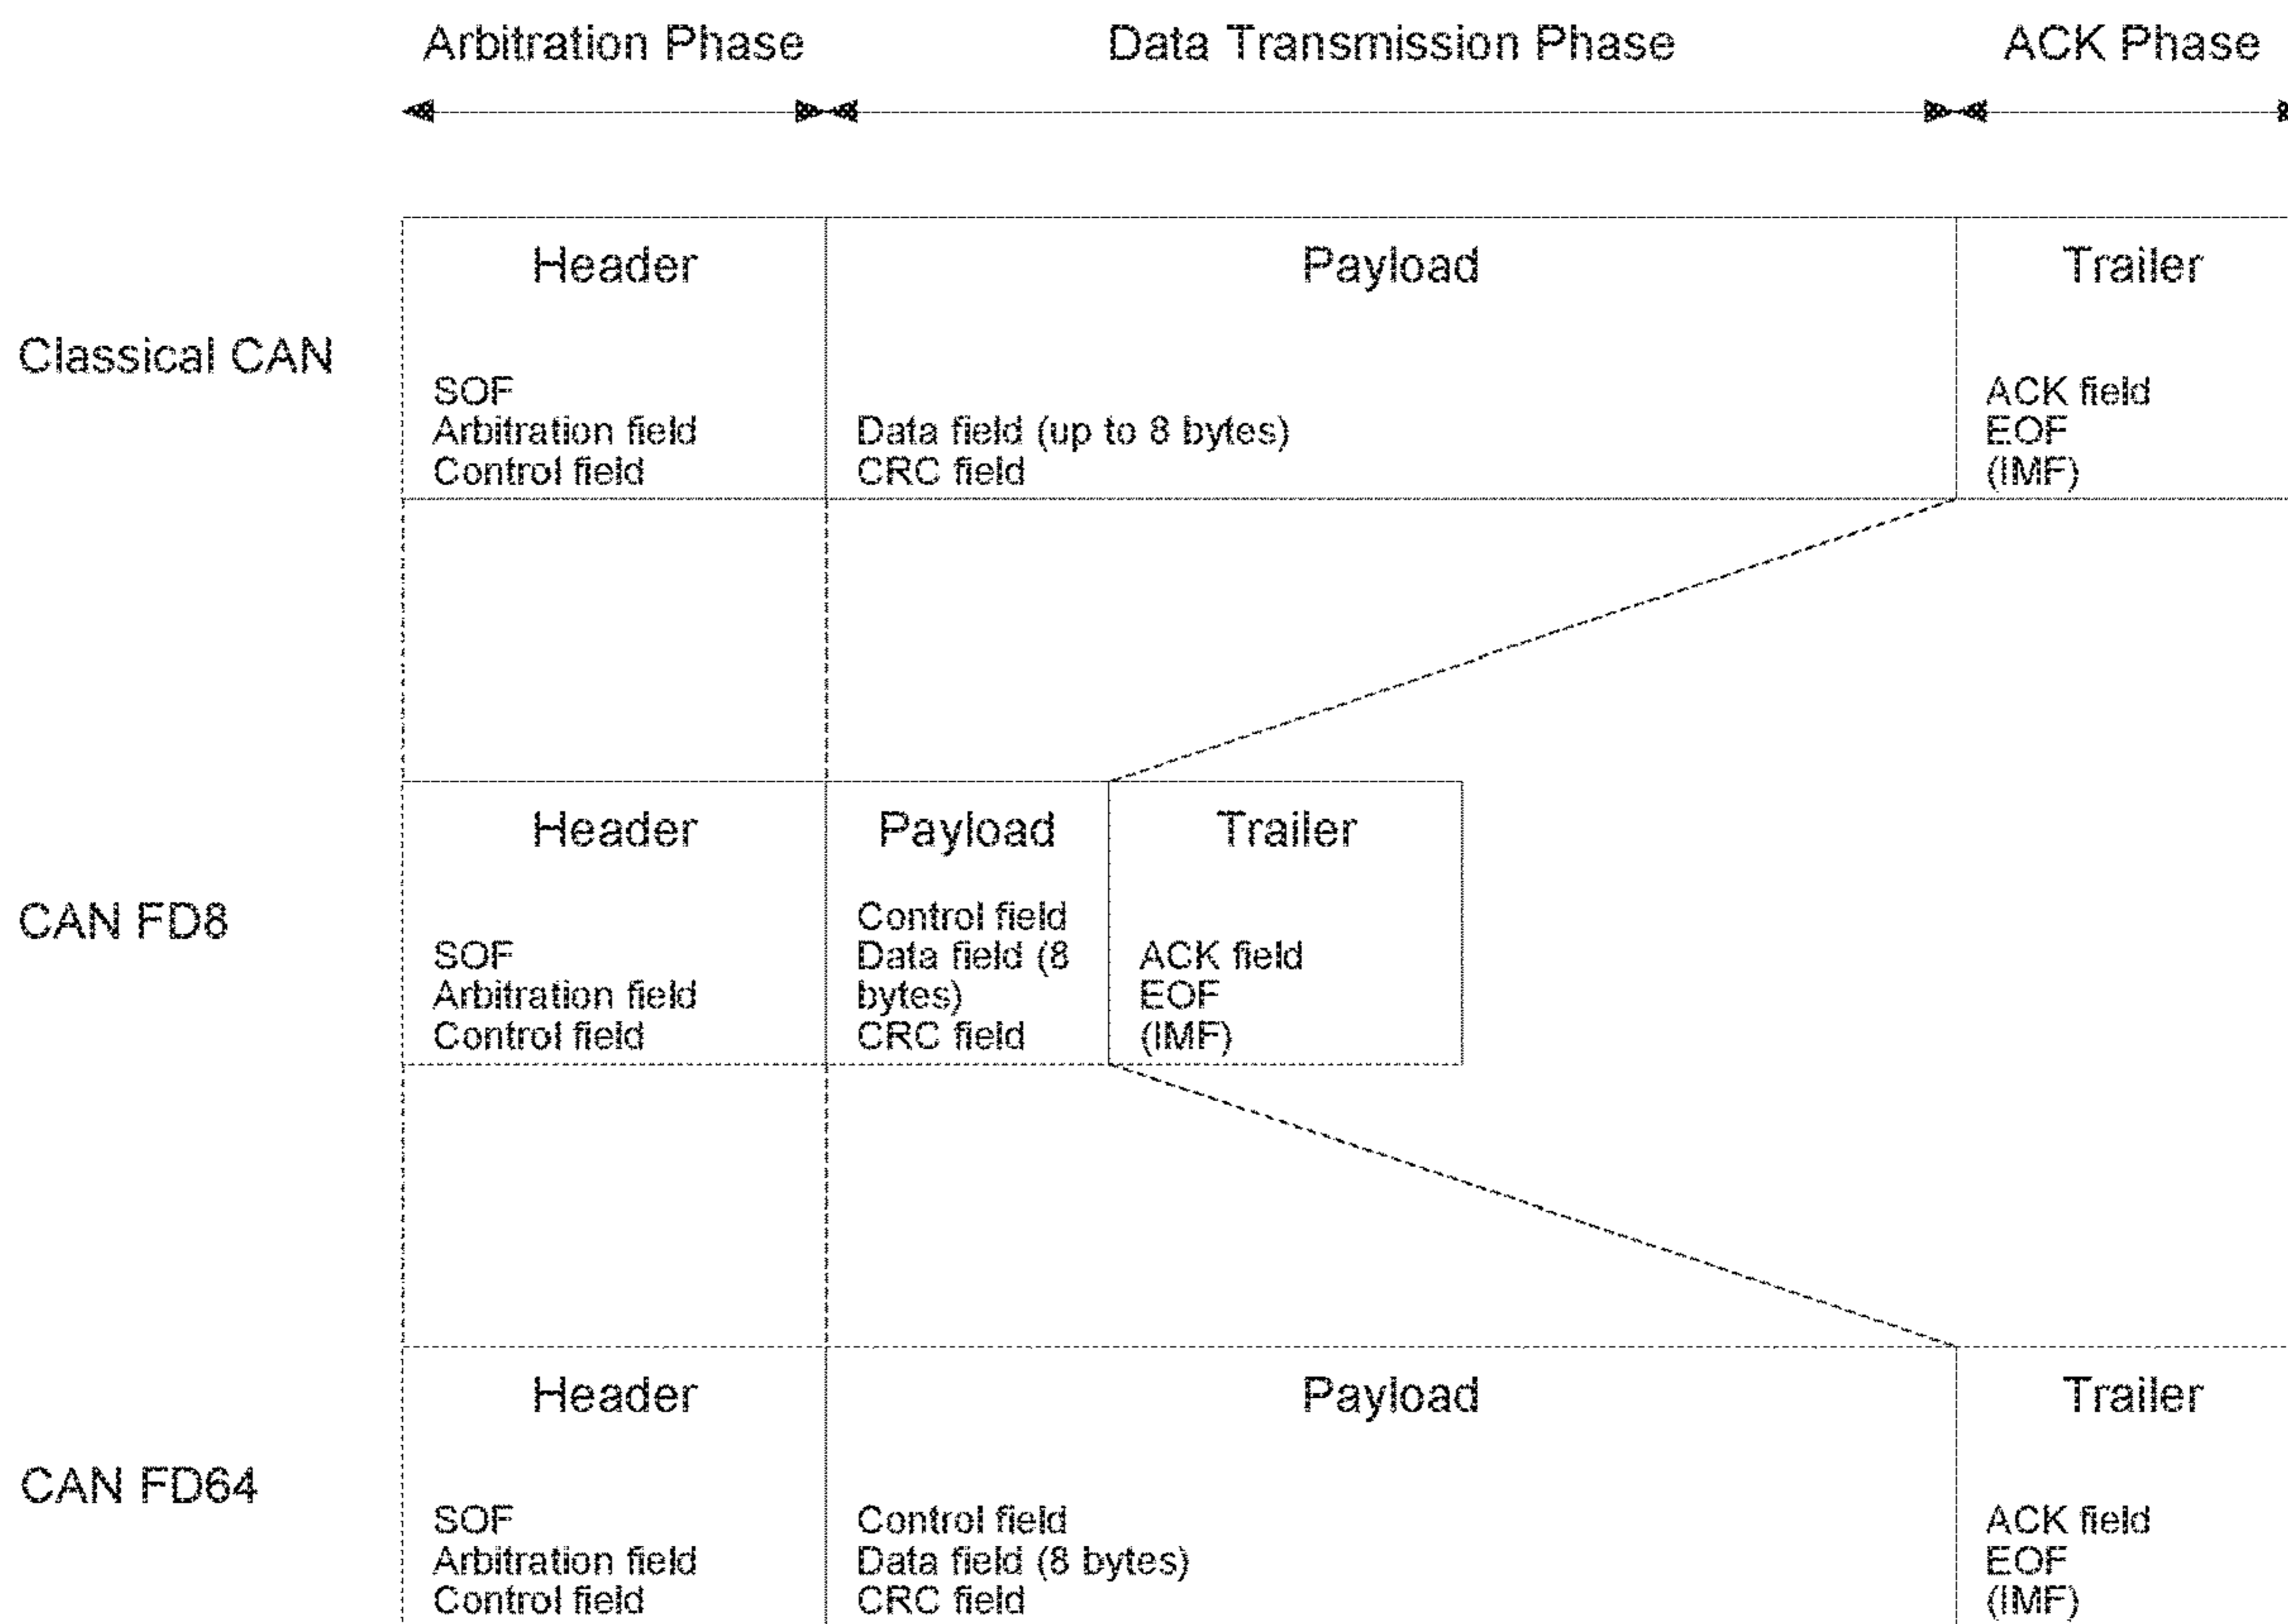 Arbitration Phase
Data Transmission Phase
ACK Phase
Classical CAN
Header
SOF
Arbitration field
Control field
Payload
Data field (up to 8 bytes)
CRC field
Trailer
ACK field
EOF
(IMF)
CAN FD8
Header
SOF
Arbitration field
Control field
Payload
Control field
Data field (8
bytes)
CRC field
Trailer
ACK field
EOF
(IMF)
CAN FD64
Header
SOF
Arbitration field
Control field
Payload
Control field
Data field (8 bytes)
CRC field
Trailer
ACK field
EOF
(IMF)